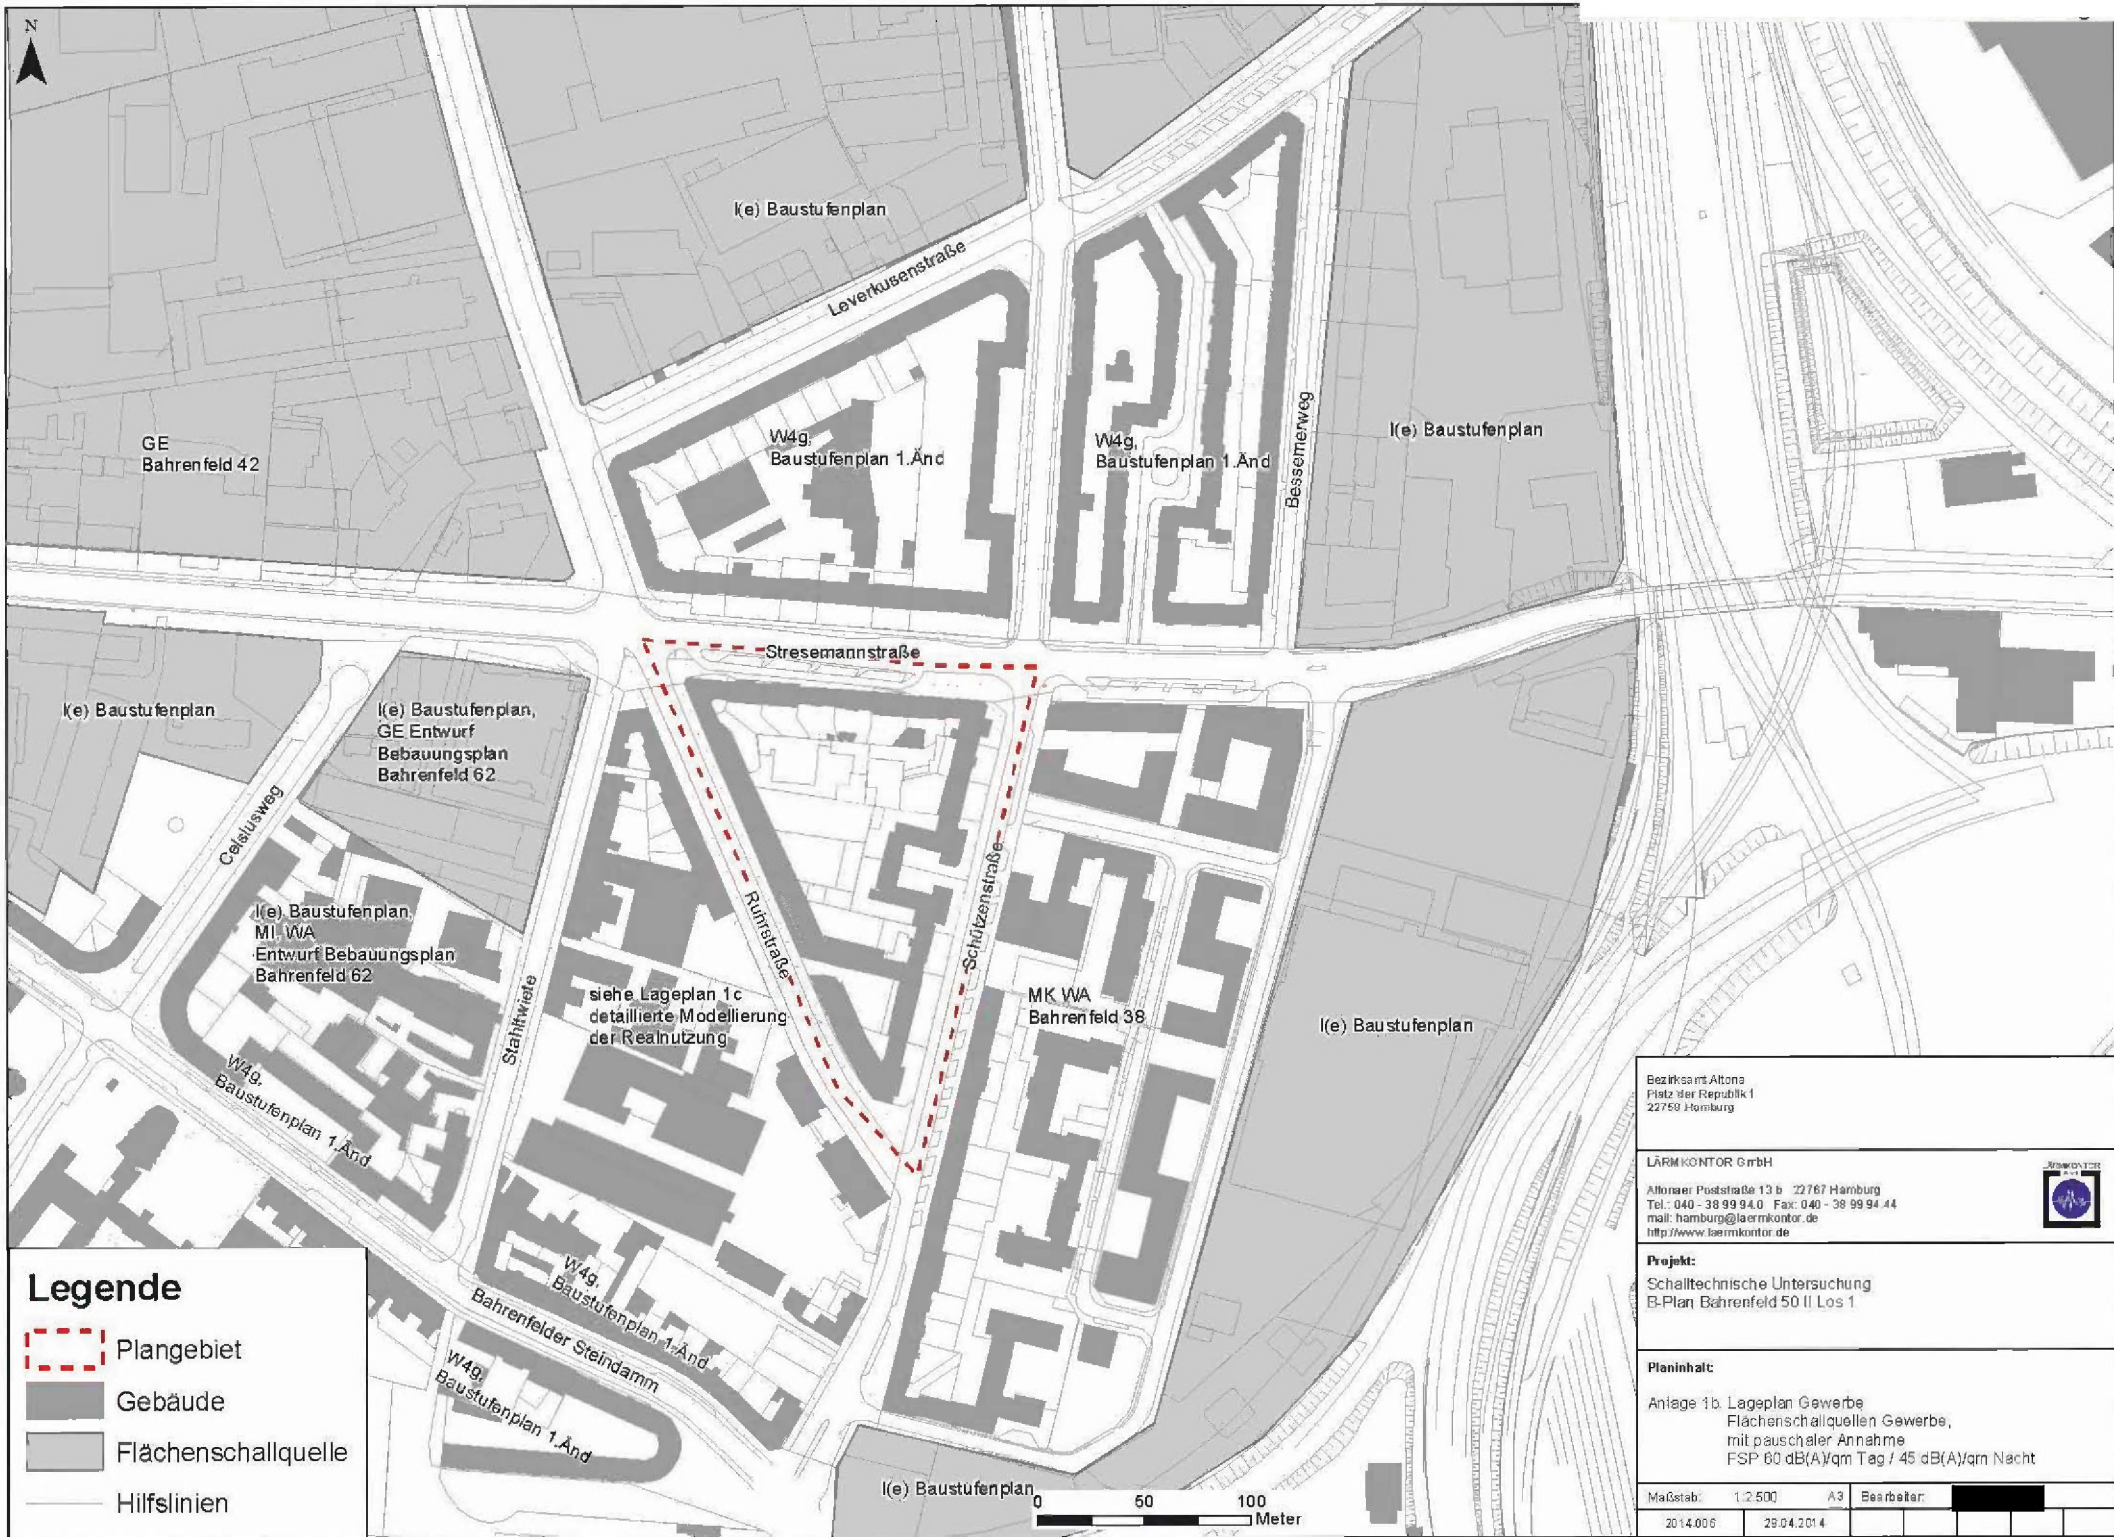 N
I(e) Baustufenplan
Leverkusenstraße
GE
Bahrenfeld 42
W4g,
Baustufenplan 1.Änd
W4g,
Baustufenplan 1.Änd
Bessemerweg
I(e) Baustufenplan
Stresemannstraße
I(e) Baustufenplan
I(e) Baustufenplan,
GE Entwurf
Bebauungsplan
Bahrenfeld 62
Celsiusweg
I(e) Baustufenplan,
MI, WA
Entwurf Bebauungsplan
Bahrenfeld 62
Stahltwiete
Ruhrstraße
Schützenstraße
siehe Lageplan 1c
detaillierte Modellierung
der Realnutzung
MK WA
Bahrenfeld 38
I(e) Baustufenplan
W4g,
Baustufenplan 1.Änd
W4g,
Baustufenplan 1.Änd
Bahrenfelder Steindamm
W4g,
Baustufenplan 1.Änd
I(e) Baustufenplan
0 50 100
Meter
Legende
Plangebiet
Gebäude
Flächenschallquelle
Hilfslinien
Bezirksamt Altona
Platz der Republik 1
22758 Hamburg
LÄRMKONTOR GmbH
Altonaer Poststraße 13 b 22767 Hamburg
Tel.: 040 - 38 99 94.0 Fax: 040 - 38 99 94.44
mail: hamburg@laermkontor.de
http://www.laermkontor.de
LÄRMKONTOR
Projekt:
Schalltechnische Untersuchung
B-Plan Bahrenfeld 50 II Los 1
Planinhalt:
Anlage 1b Lageplan Gewerbe
Flächenschallquellen Gewerbe,
mit pauschaler Annahme
FSP 60 dB(A)/qm Tag / 45 dB(A)/qm Nacht
Maßstab: 1:2.500 A3 Bearbeiter:
2014.006 29.04.2014